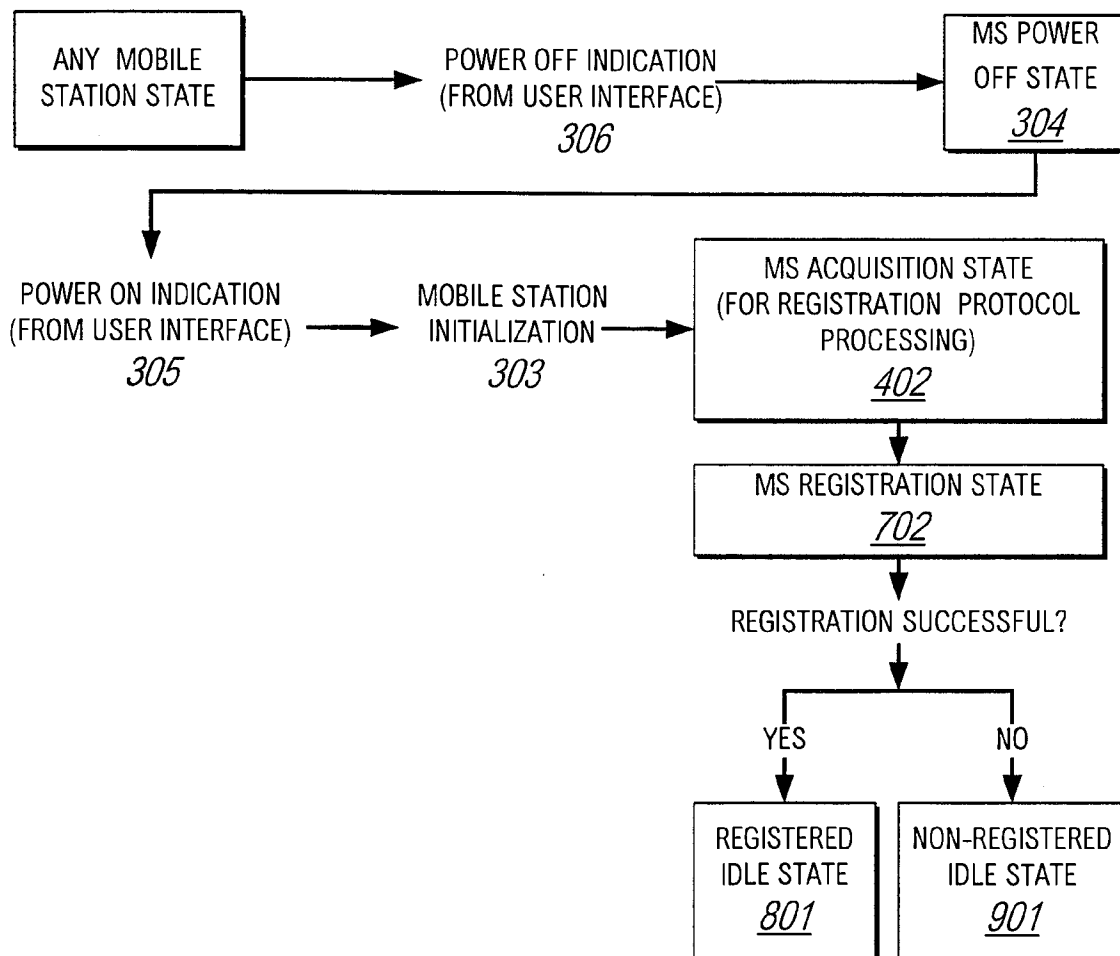 ANY MOBILE
STATION STATE
POWER OFF INDICATION
(FROM USER INTERFACE)
306
MS POWER
OFF STATE
304
POWER ON INDICATION
(FROM USER INTERFACE)
305
MOBILE STATION
INITIALIZATION
303
MS ACQUISITION STATE
(FOR REGISTRATION PROTOCOL
PROCESSING)
402
MS REGISTRATION STATE
702
REGISTRATION SUCCESSFUL?
YES
NO
REGISTERED
IDLE STATE
801
NON-REGISTERED
IDLE STATE
901